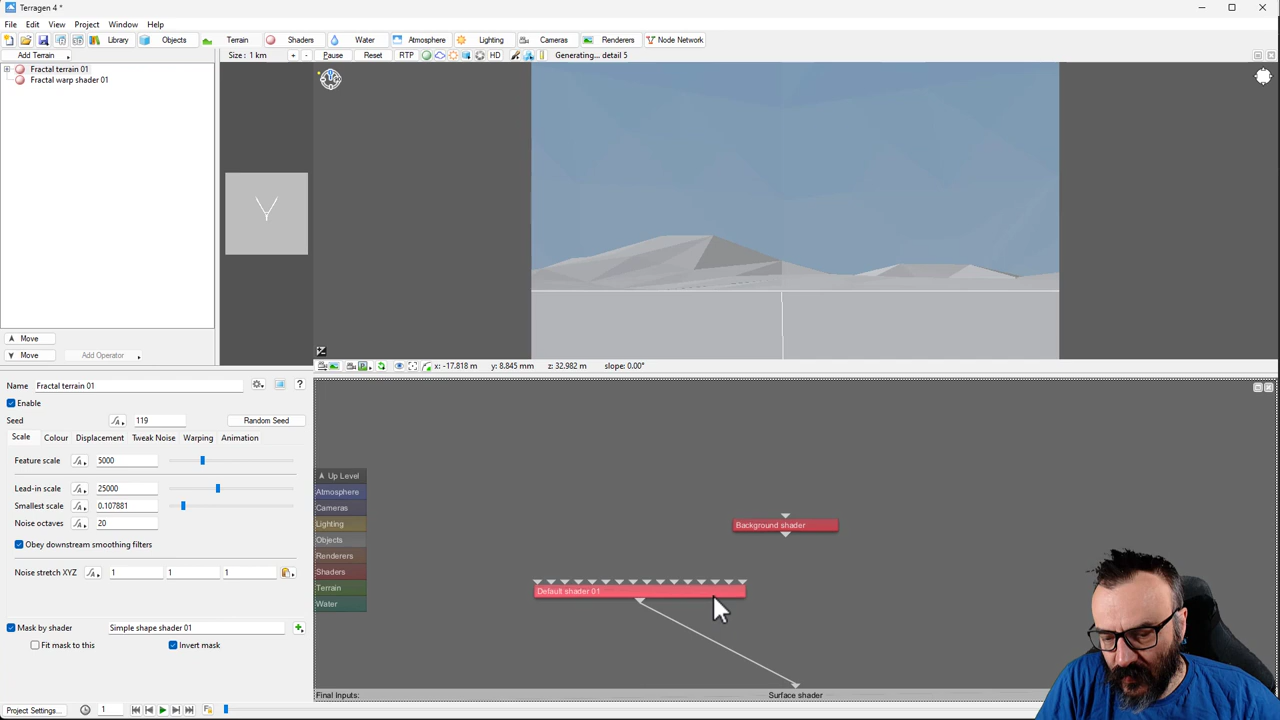 Terragen 4 *
File Edit View Project Window Help
Library Objects Terrain Shaders Water Atmosphere Lighting Cameras Renderers Node Network
Add Terrain Size : 1 km + - Pause Reset RTP HD Generating... detail 5
Fractal terrain 01
Fractal warp shader 01
Move
Move Add Operator
x: -17.818 m y: 8.845 mm z: 32.982 m slope: 0.00°
Name Fractal terrain 01 ?
Enable
Seed 119 Random Seed
Scale Colour Displacement Tweak Noise Warping Animation
Feature scale 5000
Lead-in scale 25000
Smallest scale 0.107881
Noise octaves 20
Obey downstream smoothing filters
Noise stretch XYZ 1 1 1
Mask by shader Simple shape shader 01
Fit mask to this Invert mask
Up Level
Atmosphere
Cameras
Lighting
Objects
Renderers
Shaders
Terrain
Water
Background shader
Default shader 01
Final Inputs: Surface shader
Project Settings... 1